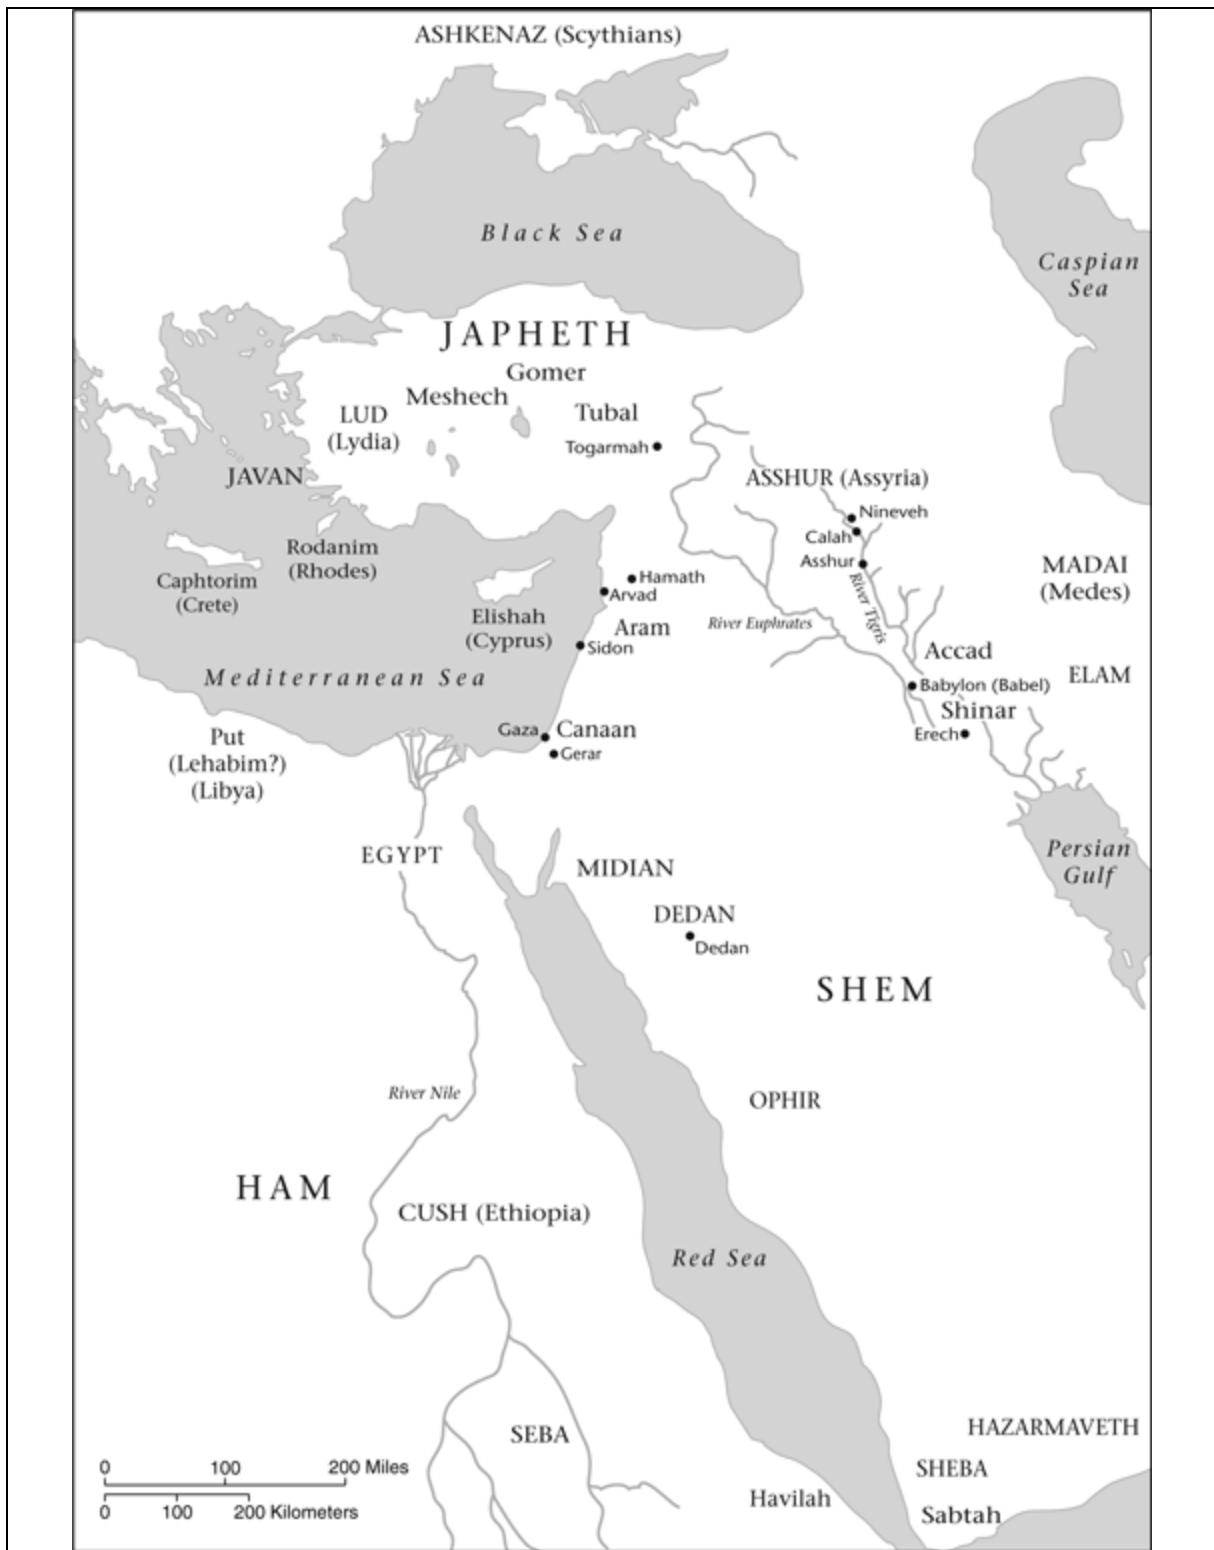 ASHKENAZ (Scythians)
Black Sea
Caspian
Sea
JAPHETH
Gomer
Meshech
LUD
(Lydia)
Tubal
Togarmah
JAVAN
ASSHUR (Assyria)
Nineveh
Calah
Asshur
Rodanim
(Rhodes)
Caphtorim
(Crete)
Hamath
Arvad
MADAI
(Medes)
Elishah
(Cyprus)
Aram
River Euphrates
River Tigris
Sidon
Accad
Mediterranean Sea
Babylon (Babel)
ELAM
Shinar
Erech
Gaza
Canaan
Gerar
Put
(Lehabim?)
(Libya)
EGYPT
MIDIAN
Persian
Gulf
DEDAN
Dedan
SHEM
River Nile
OPHIR
HAM
CUSH (Ethiopia)
Red Sea
SEBA
HAZARMAVETH
SHEBA
Havilah
Sabtah
0 100 200 Miles
0 100 200 Kilometers